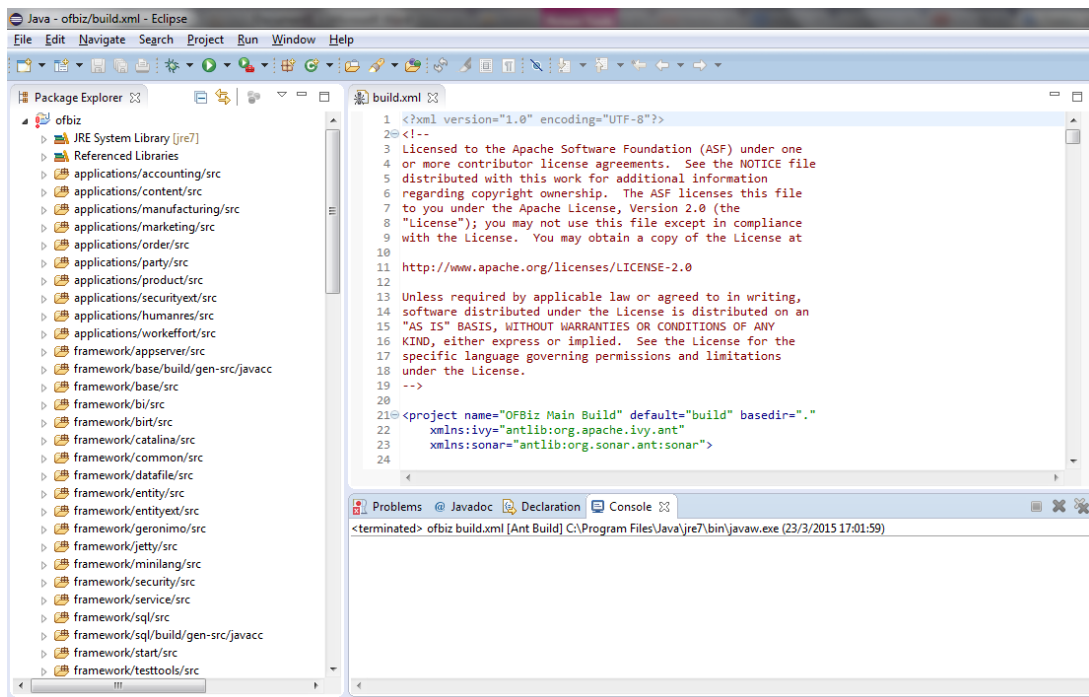 Java - ofbiz/build.xml - Eclipse
File Edit Navigate Search Project Run Window Help
Package Explorer
ofbiz
JRE System Library [jre7]
Referenced Libraries
applications/accounting/src
applications/content/src
applications/manufacturing/src
applications/marketing/src
applications/order/src
applications/party/src
applications/product/src
applications/securityext/src
applications/humanres/src
applications/workeffort/src
framework/appserver/src
framework/base/build/gen-src/javacc
framework/base/src
framework/bi/src
framework/birt/src
framework/catalina/src
framework/common/src
framework/datafile/src
framework/entity/src
framework/entityext/src
framework/geronimo/src
framework/jetty/src
framework/minilang/src
framework/security/src
framework/service/src
framework/sql/src
framework/sql/build/gen-src/javacc
framework/start/src
framework/testtools/src
build.xml
1 <?xml version="1.0" encoding="UTF-8"?>
2 <!--
3 Licensed to the Apache Software Foundation (ASF) under one
4 or more contributor license agreements.  See the NOTICE file
5 distributed with this work for additional information
6 regarding copyright ownership.  The ASF licenses this file
7 to you under the Apache License, Version 2.0 (the
8 "License"); you may not use this file except in compliance
9 with the License.  You may obtain a copy of the License at
10
11 http://www.apache.org/licenses/LICENSE-2.0
12
13 Unless required by applicable law or agreed to in writing,
14 software distributed under the License is distributed on an
15 "AS IS" BASIS, WITHOUT WARRANTIES OR CONDITIONS OF ANY
16 KIND, either express or implied.  See the License for the
17 specific language governing permissions and limitations
18 under the License.
19 -->
20
21 <project name="OFBiz Main Build" default="build" basedir="."
22 xmlns:ivy="antlib:org.apache.ivy.ant"
23 xmlns:sonar="antlib:org.sonar.ant:sonar">
24
Problems @ Javadoc Declaration Console
<terminated> ofbiz build.xml [Ant Build] C:\Program Files\Java\jre7\bin\javaw.exe (23/3/2015 17:01:59)